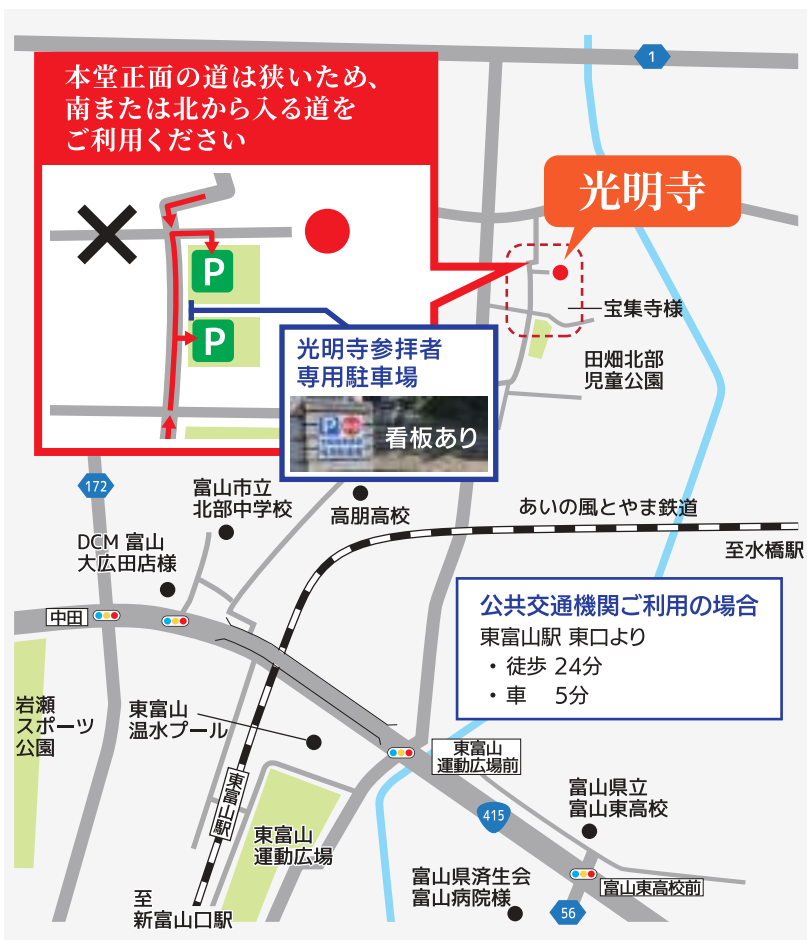 1
本堂正面の道は狭いため、
南または北から入る道を
ご利用ください
光明寺
P
P
宝集寺様
光明寺参拝者
専用駐車場
看板あり
田畑北部
児童公園
172
富山市立
北部中学校
高朋高校
あいの風とやま鉄道
至水橋駅
DCM 富山
大広田店様
中田
公共交通機関ご利用の場合
東富山駅 東口より
・徒歩 24分
・車 5分
岩瀬
スポーツ
公園
東富山
温水プール
東富山
運動広場前
東富山駅
富山県立
富山東高校
415
東富山
運動広場
富山県済生会
富山病院様
富山東高校前
至
新富山口駅
56